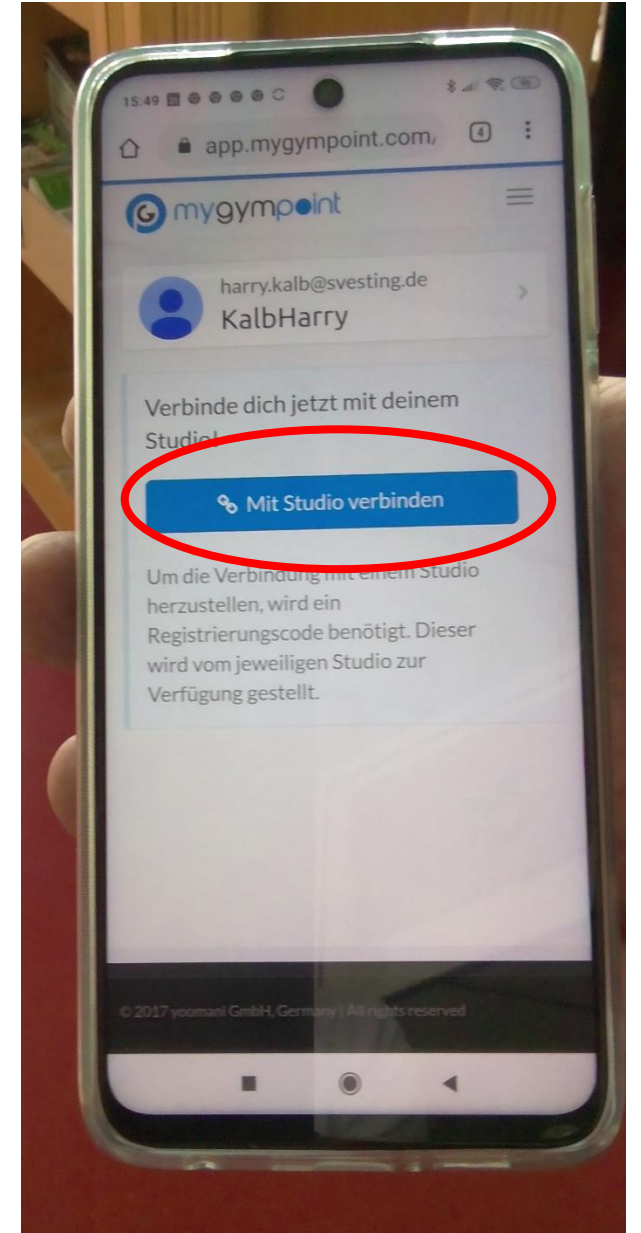 15:49
app.mygympoint.com/
4
mygympoint
harry.kalb@svesting.de
KalbHarry
Verbinde dich jetzt mit deinem
Studio!
Mit Studio verbinden
Um die Verbindung mit einem Studio
herzustellen, wird ein
Registrierungscode benötigt. Dieser
wird vom jeweiligen Studio zur
Verfügung gestellt.
© 2017 yoomani GmbH, Germany | All rights reserved